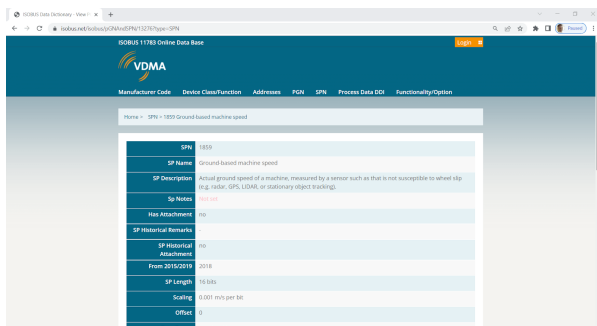 ISOBUS Data Dictionary - View P
isobus.net/isobus/pGNAndSPN/13276?type=SPN
Paused
ISOBUS 11783 Online Data Base
Login
VDMA
Manufacturer Code Device Class/Function Addresses PGN SPN Process Data DDI Functionality/Option
Home > SPN > 1859 Ground-based machine speed
SPN 1859
SP Name Ground-based machine speed
SP Description Actual ground speed of a machine, measured by a sensor such as that is not susceptible to wheel slip
(e.g. radar, GPS, LIDAR, or stationary object tracking).
Sp Notes Not set
Has Attachment no
SP Historical Remarks -
SP Historical no
Attachment
From 2015/2019 2018
SP Length 16 bits
Scaling 0.001 m/s per bit
Offset 0